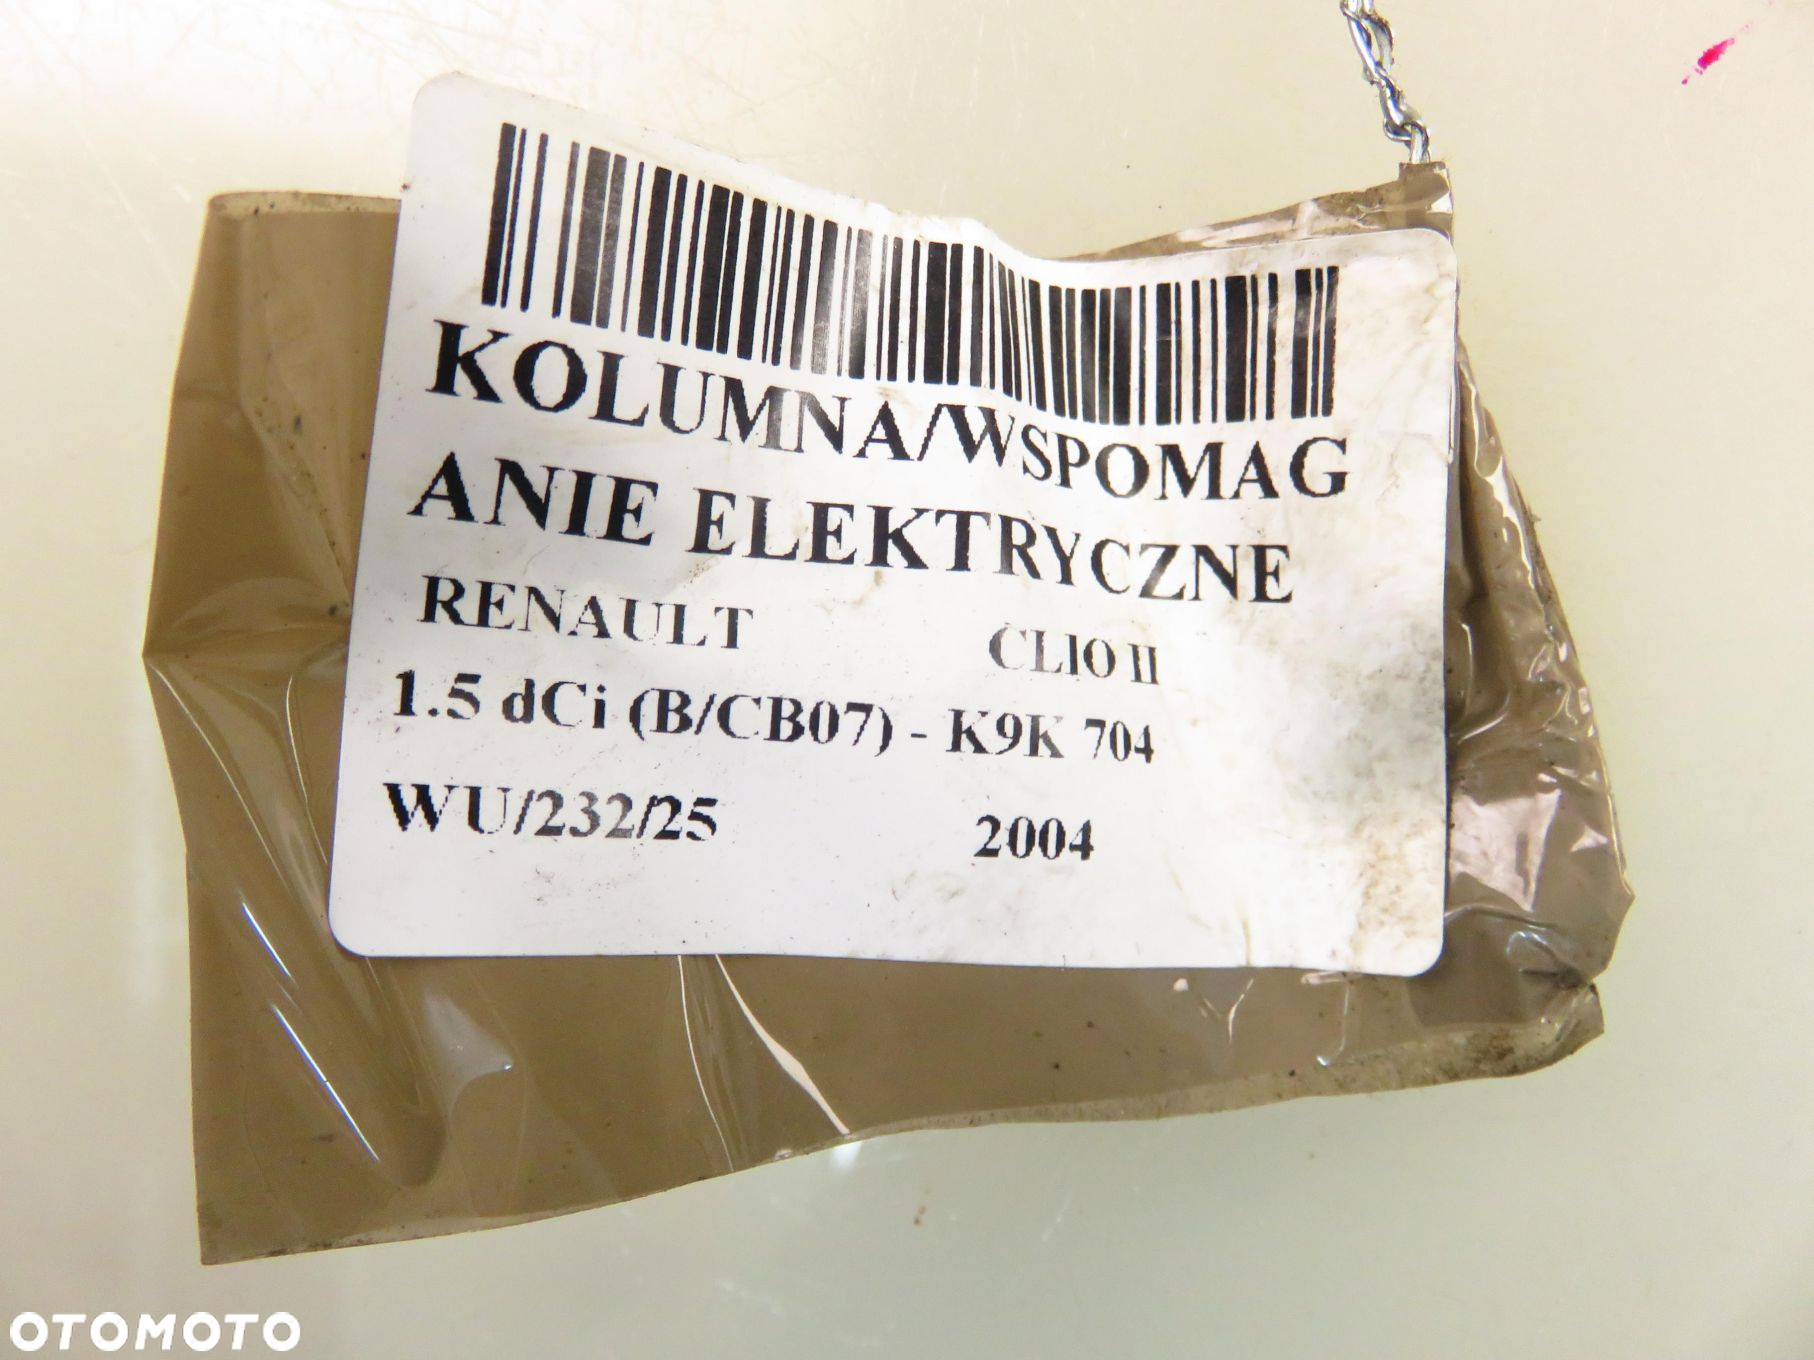 KOLUMNA/WSPOMAG
ANIE ELEKTRYCZNE
RENAULT CLIO II
1.5 dCi (B/CB07) - K9K 704
WU/232/25 2004
OTOMOTO